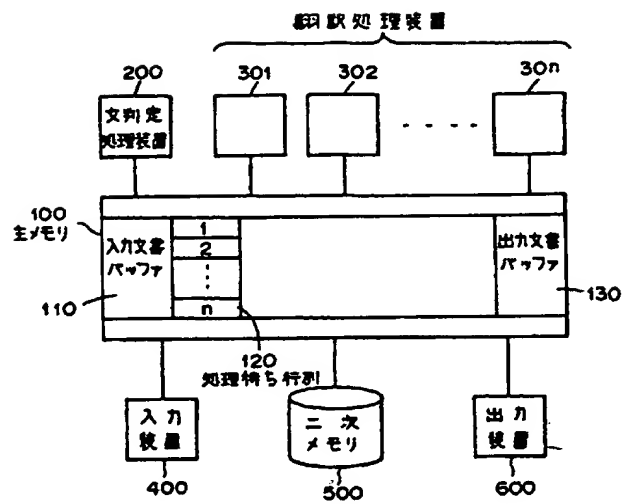 翻訳処理装置
200
301
302
30n
文判定
処理装置
100
主メモリ
入力文書
バッファ
110
1
2
n
120
処理待ち行列
出力文書
バッファ
130
入力
装置
400
二次
メモリ
500
出力
装置
600